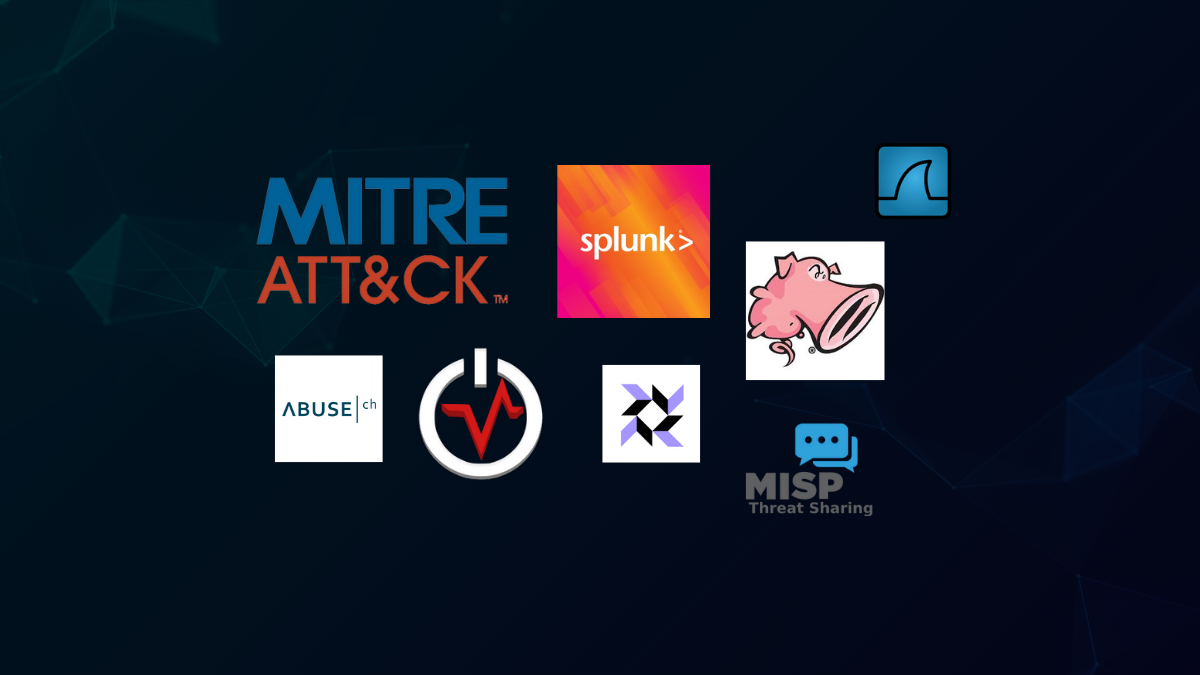 MITRE
ATT&CK™
splunk>
®
ABUSE|ch
MISP
Threat Sharing